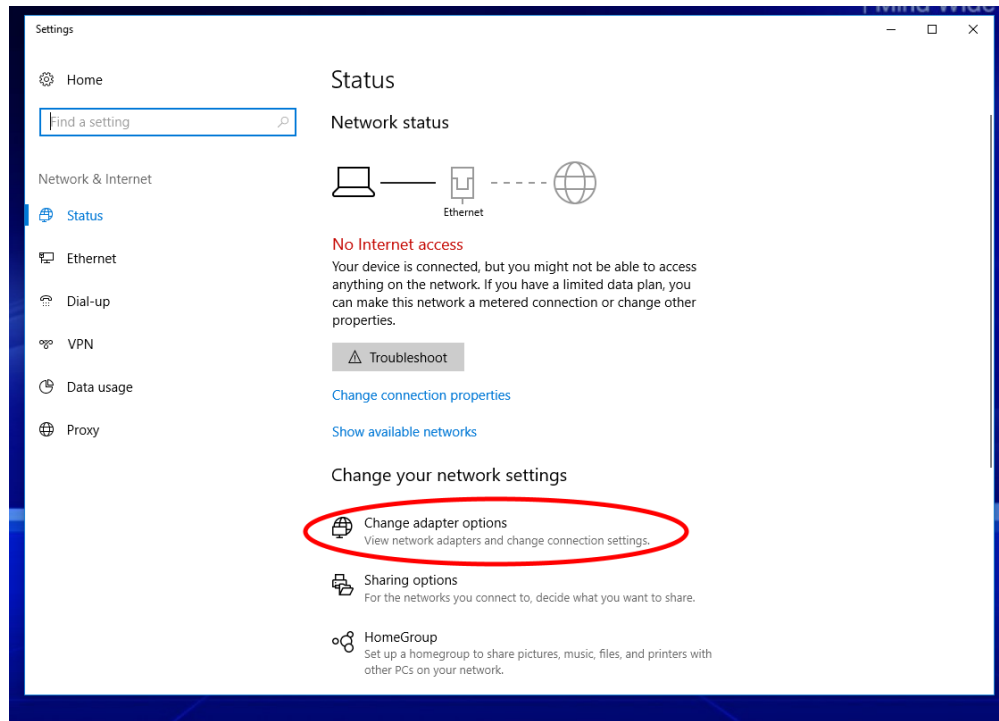 Settings
Home
Find a setting
Network & Internet
Status
Ethernet
Dial-up
VPN
Data usage
Proxy
Status
Network status
Ethernet
No Internet access
Your device is connected, but you might not be able to access
anything on the network. If you have a limited data plan, you
can make this network a metered connection or change other
properties.
Troubleshoot
Change connection properties
Show available networks
Change your network settings
Change adapter options
View network adapters and change connection settings.
Sharing options
For the networks you connect to, decide what you want to share.
HomeGroup
Set up a homegroup to share pictures, music, files, and printers with
other PCs on your network.